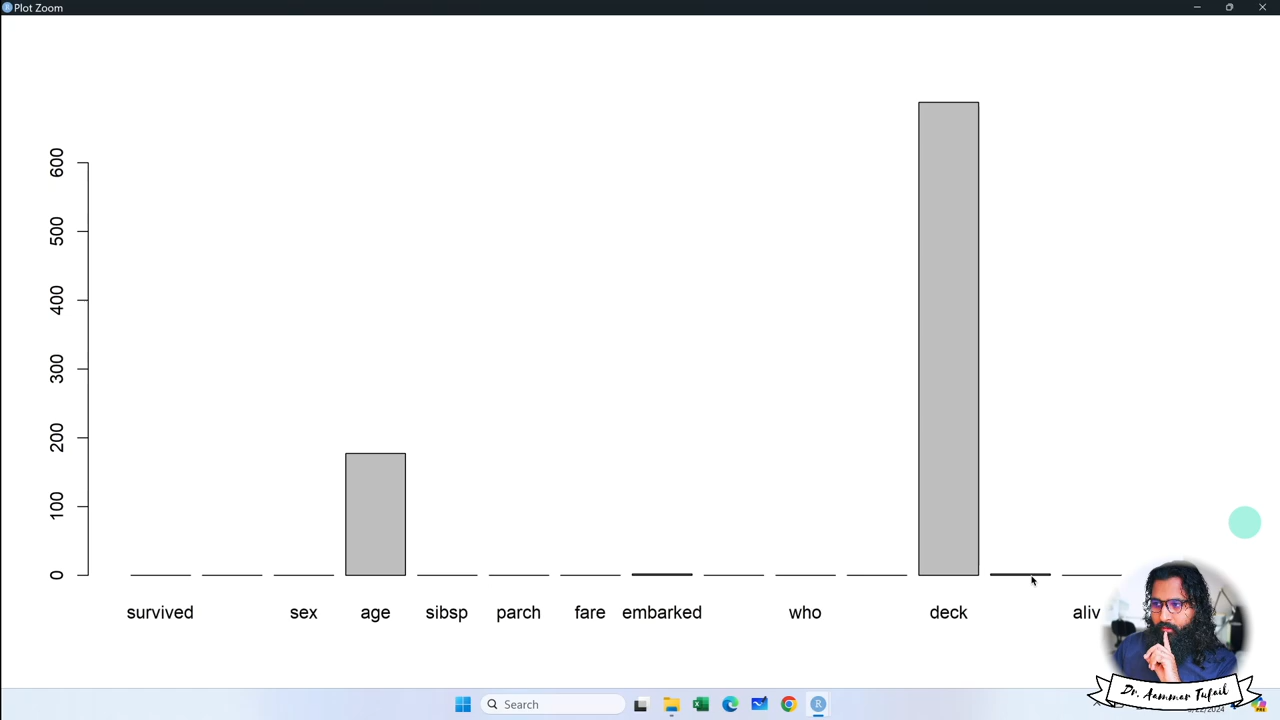 Plot Zoom
600
500
400
300
200
100
0
survived sex age sibsp parch fare embarked who deck aliv
Dr. Aammar Tufail
Search